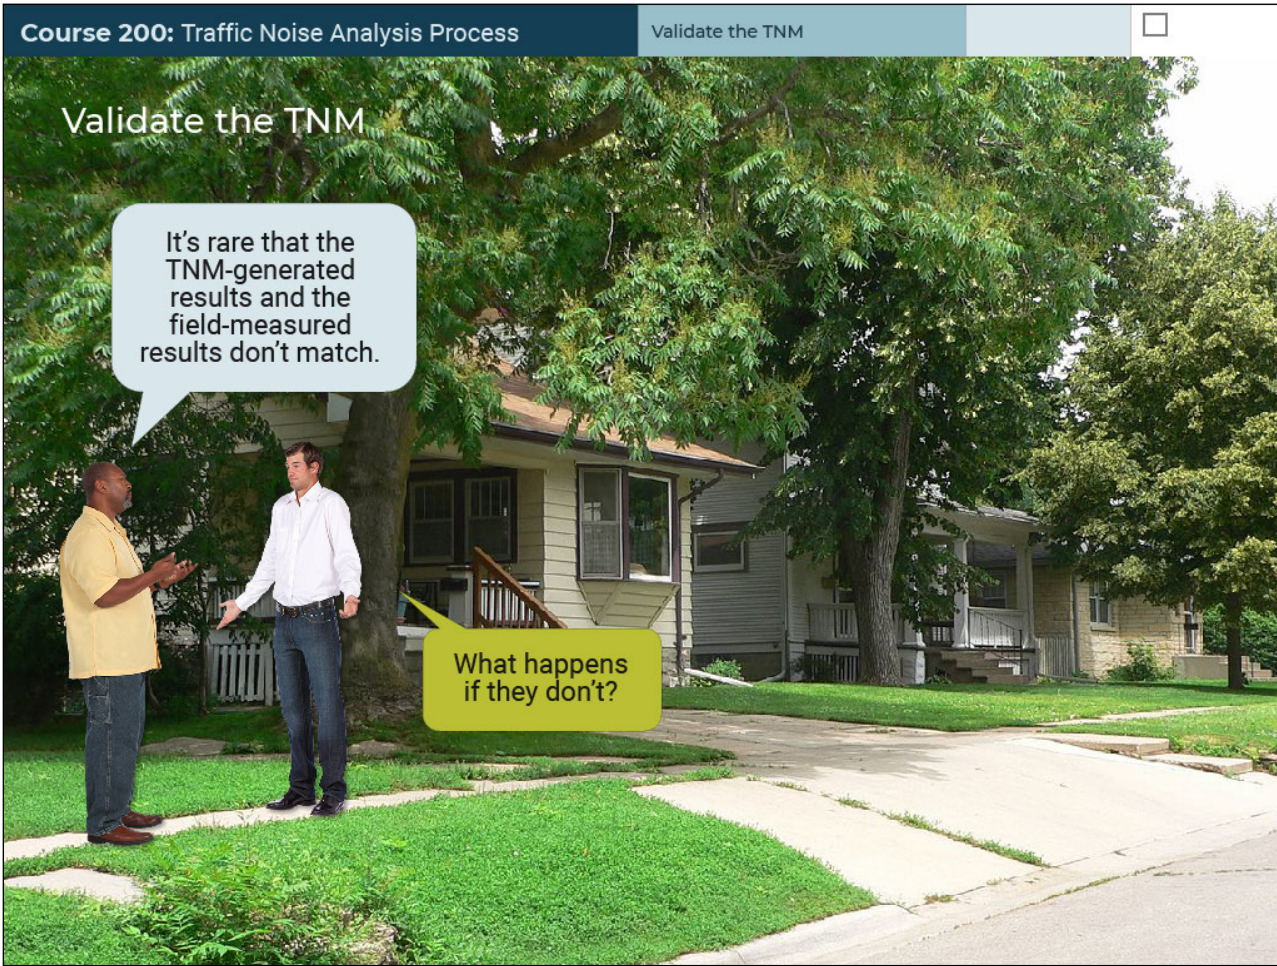 Course 200: Traffic Noise Analysis Process
Validate the TNM
Validate the TNM
It's rare that the
TNM-generated
results and the
field-measured
results don't match.
What happens
if they don't?